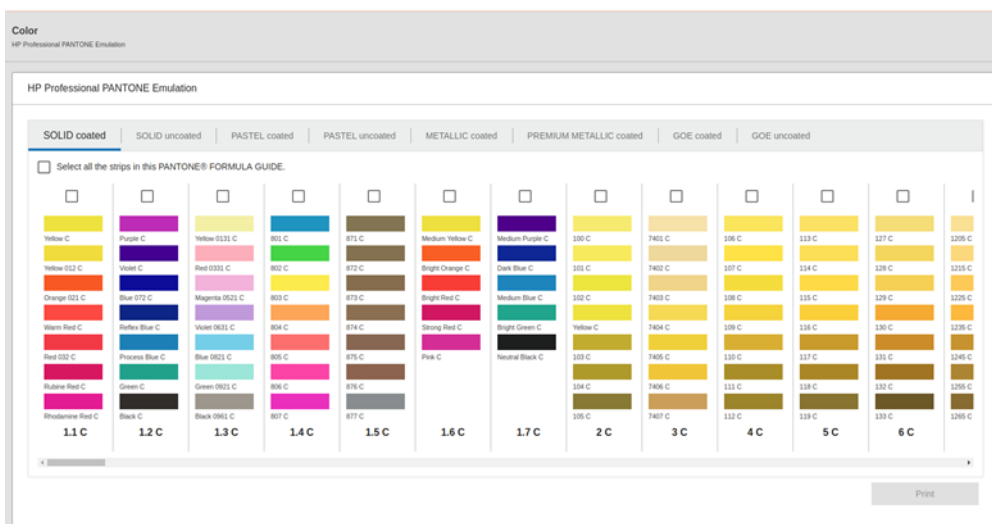 Color
HP Professional PANTONE Emulation
HP Professional PANTONE Emulation
SOLID coated SOLID uncoated PASTEL coated PASTEL uncoated METALLIC coated PREMIUM METALLIC coated GOE coated GOE uncoated
Select all the strips in this PANTONE® FORMULA GUIDE.
Yellow C Purple C Yellow 0131 C 801 C 871 C Medium Yellow C Medium Purple C 100 C 7401 C 106 C 113 C 127 C 1205 C
Yellow 012 C Violet C Red 0331 C 802 C 872 C Bright Orange C Dark Blue C 101 C 7402 C 107 C 114 C 128 C 1215 C
Orange 021 C Blue 072 C Magenta 0521 C 803 C 873 C Bright Red C Medium Blue C 102 C 7403 C 108 C 115 C 129 C 1225 C
Warm Red C Reflex Blue C Violet 0631 C 804 C 874 C Strong Red C Bright Green C Yellow C 7404 C 109 C 116 C 130 C 1235 C
Red 032 C Process Blue C Blue 0821 C 805 C 875 C Pink C Neutral Black C 103 C 7405 C 110 C 117 C 131 C 1245 C
Rubine Red C Green C Green 0921 C 806 C 876 C 104 C 7406 C 111 C 118 C 132 C 1255 C
Rhodamine Red C Black C Black 0961 C 807 C 877 C 105 C 7407 C 112 C 119 C 133 C 1265 C
1.1 C 1.2 C 1.3 C 1.4 C 1.5 C 1.6 C 1.7 C 2 C 3 C 4 C 5 C 6 C
Print